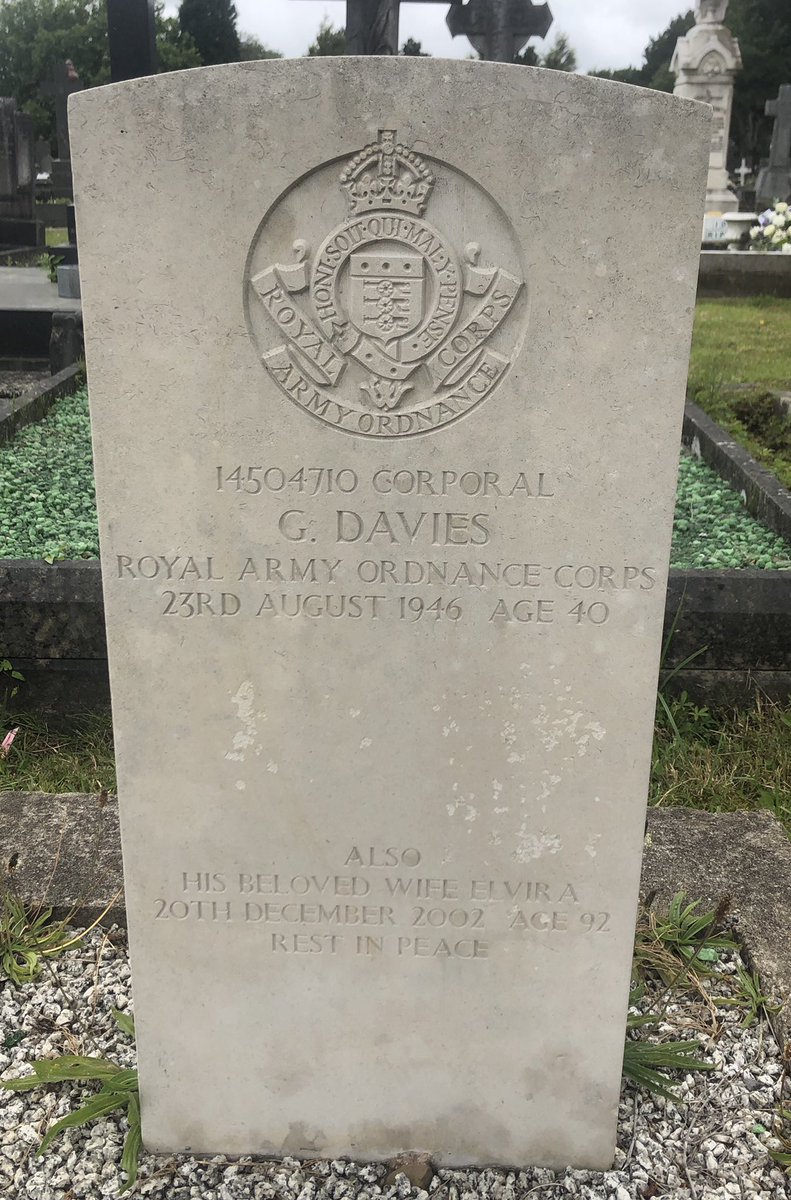 HONI·SOIT·QUI·MAL·Y·PENSE
ROYAL
CORPS
ARMY ORDNANCE
14504710 CORPORAL
G. DAVIES
ROYAL ARMY ORDNANCE CORPS
23RD AUGUST 1946 AGE 40
ALSO
HIS BELOVED WIFE ELVIRA
20TH DECEMBER 2002 AGE 92
REST IN PEACE